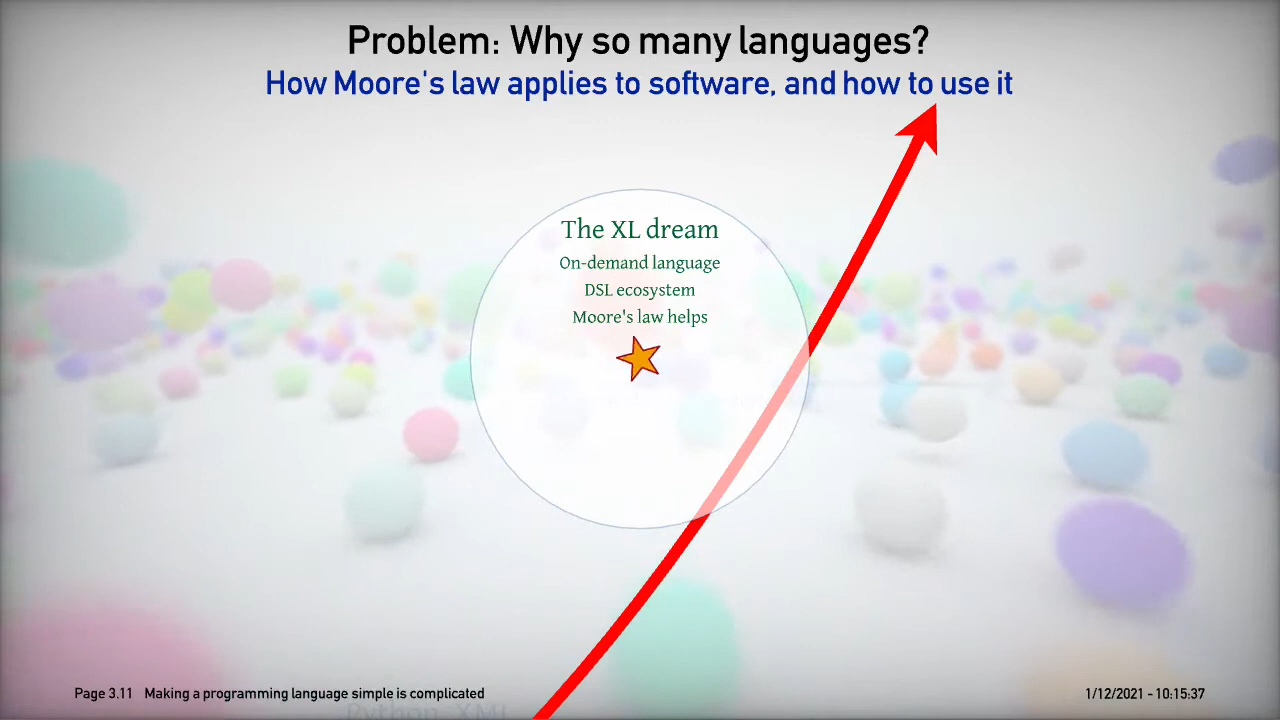 Problem: Why so many languages?
How Moore's law applies to software, and how to use it
The XL dream
On-demand language
DSL ecosystem
Moore's law helps
Page 3.11 Making a programming language simple is complicated
1/12/2021 - 10:15:37
Python, XML